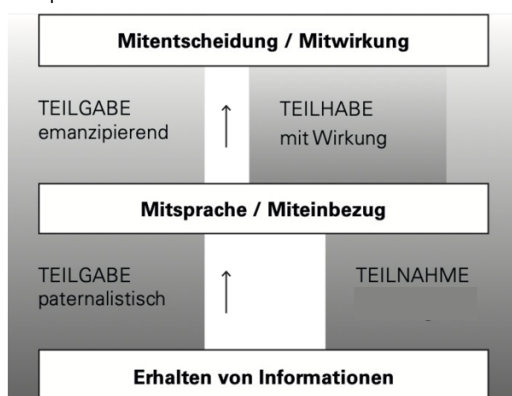 Mitentscheidung / Mitwirkung
TEILGABE
emanzipierend
TEILHABE
mit Wirkung
Mitsprache / Miteinbezug
TEILGABE
paternalistisch
TEILNAHME
Erhalten von Informationen